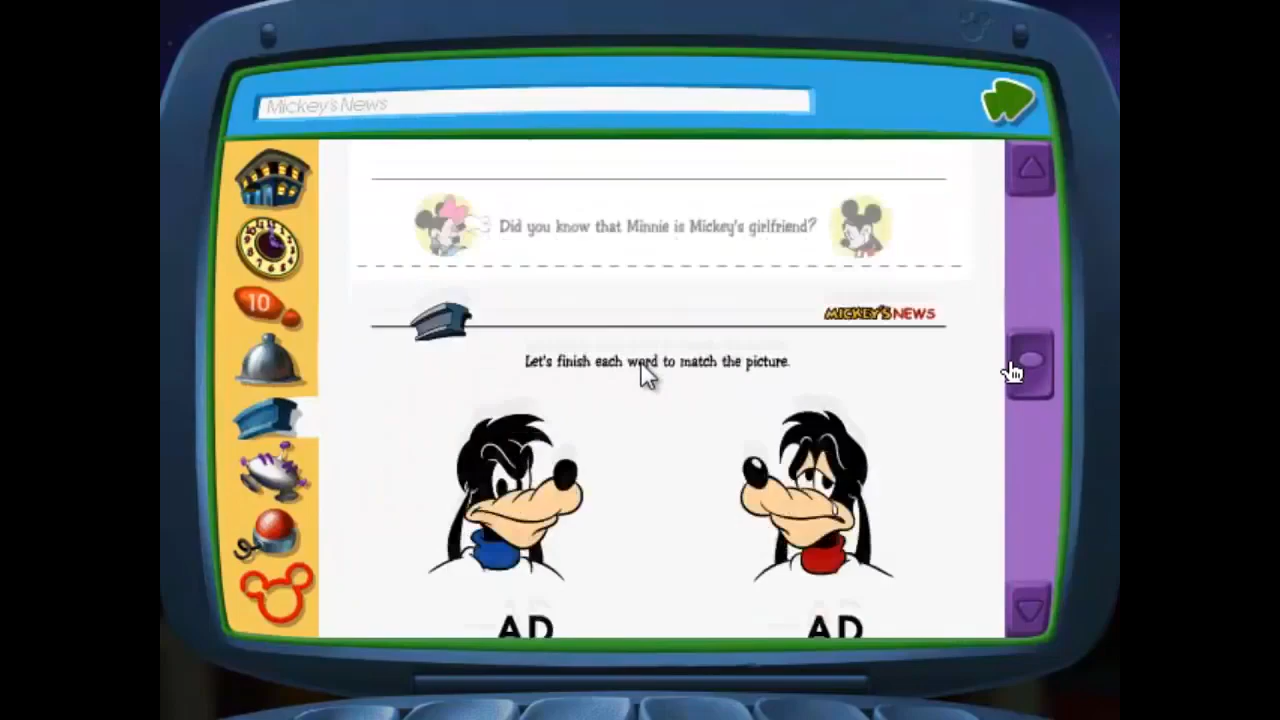 Mickey's News
Did you know that Minnie is Mickey's girlfriend?
10
MICKEY'S NEWS
Let's finish each word to match the picture.
AD AD